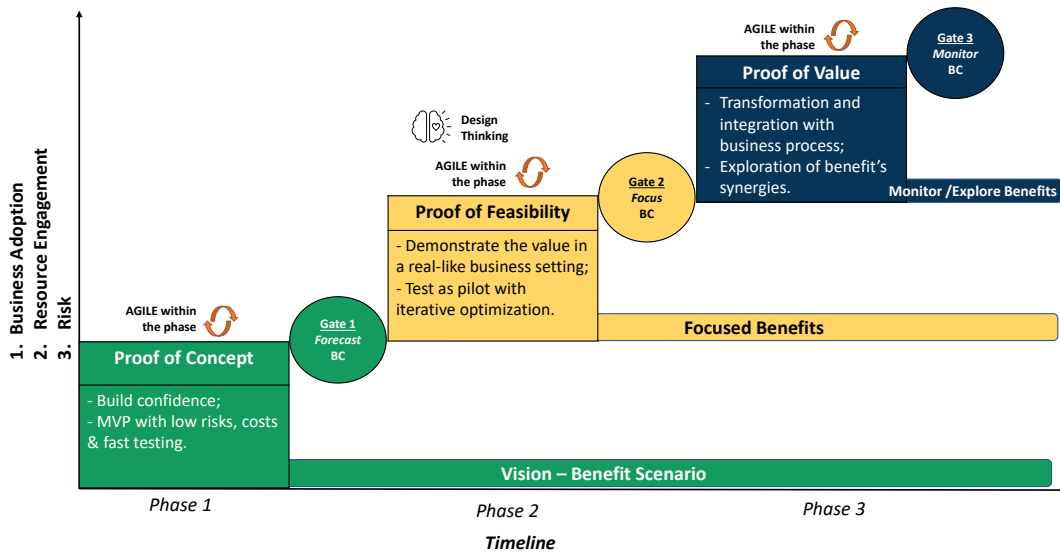 1. Business Adoption
2. Resource Engagement
3. Risk
AGILE within
the phase
Proof of Concept
- Build confidence;
- MVP with low risks, costs
& fast testing.
Gate 1
Forecast
BC
Vision – Benefit Scenario
Design
Thinking
AGILE within
the phase
Proof of Feasibility
- Demonstrate the value in
a real-like business setting;
- Test as pilot with
iterative optimization.
Gate 2
Focus
BC
Focused Benefits
AGILE within
the phase
Proof of Value
- Transformation and
integration with
business process;
- Exploration of benefit’s
synergies.
Gate 3
Monitor
BC
Monitor /Explore Benefits
Phase 1
Phase 2
Phase 3
Timeline